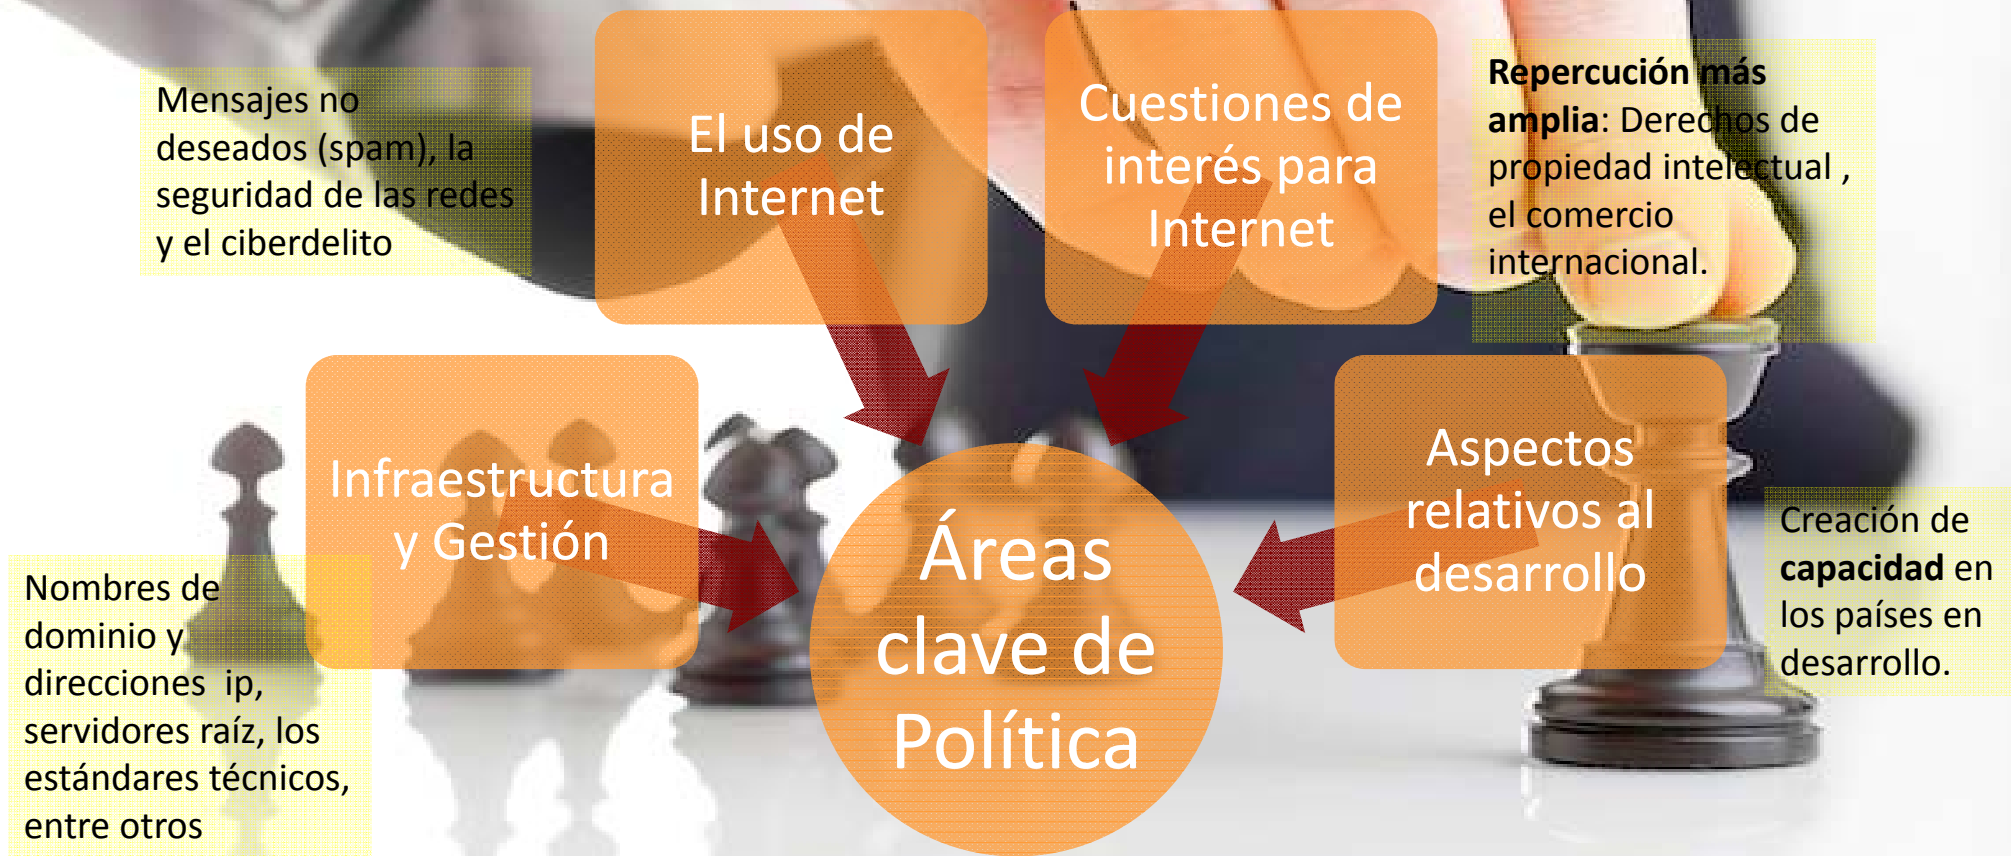 Mensajes no
deseados (spam), la
seguridad de las redes
y el ciberdelito
El uso de
Internet
Cuestiones de
interés para
Internet
Repercución más
amplia: Derechos de
propiedad intelectual ,
el comercio
internacional.
Infraestructura
y Gestión
Nombres de
dominio y
direcciones  ip,
servidores raíz, los
estándares técnicos,
entre otros
Áreas
clave de
Política
Aspectos
relativos al
desarrollo
Creación de
capacidad en
los países en
desarrollo.